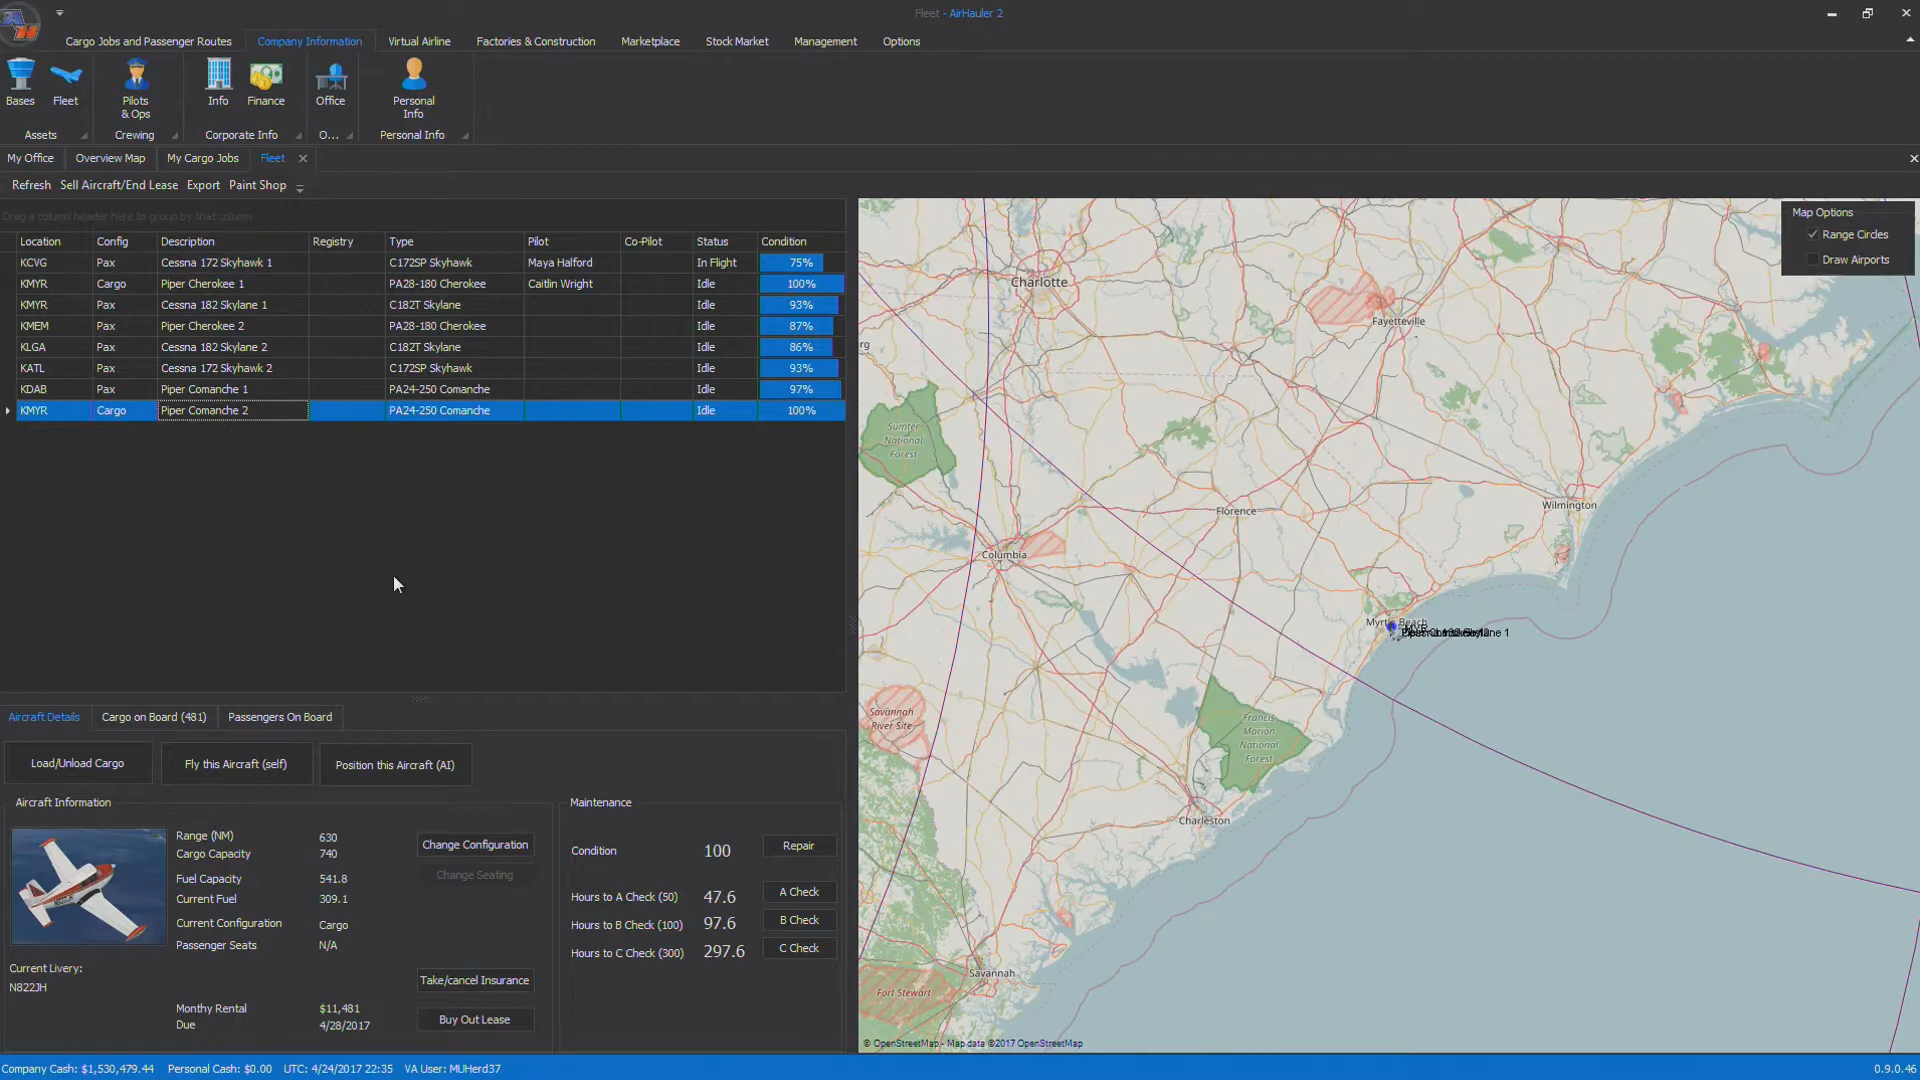 Fleet - AirHauler 2
Cargo Jobs and Passenger Routes Company Information Virtual Airline Factories & Construction Marketplace Stock Market Management Options
Bases Fleet Pilots & Ops Info Finance Office Personal Info
Assets Crewing Corporate Info O... Personal Info
My Office Overview Map My Cargo Jobs Fleet
Refresh Sell Aircraft/End Lease Export Paint Shop
Drag a column header here to group by that column
Location Config Description Registry Type Pilot Co-Pilot Status Condition
KCVG Pax Cessna 172 Skyhawk 1 C172SP Skyhawk Maya Halford In Flight 75%
KMYR Cargo Piper Cherokee 1 PA28-180 Cherokee Caitlin Wright Idle 100%
KMYR Pax Cessna 182 Skylane 1 C182T Skylane Idle 93%
KMEM Pax Piper Cherokee 2 PA28-180 Cherokee Idle 87%
KLGA Pax Cessna 182 Skylane 2 C182T Skylane Idle 86%
KATL Pax Cessna 172 Skyhawk 2 C172SP Skyhawk Idle 93%
KDAB Pax Piper Comanche 1 PA24-250 Comanche Idle 97%
KMYR Cargo Piper Comanche 2 PA24-250 Comanche Idle 100%
Aircraft Details Cargo on Board (481) Passengers On Board
Load/Unload Cargo Fly this Aircraft (self) Position this Aircraft (AI)
Aircraft Information
Range (NM) 630
Cargo Capacity 740
Fuel Capacity 541.8
Current Fuel 309.1
Current Configuration Cargo
Passenger Seats N/A
Current Livery:
N822JH
Monthy Rental $11,481
Due 4/28/2017
Change Configuration
Change Seating
Take/cancel Insurance
Buy Out Lease
Maintenance
Condition 100 Repair
Hours to A Check (50) 47.6 A Check
Hours to B Check (100) 97.6 B Check
Hours to C Check (300) 297.6 C Check
Map Options
Range Circles
Draw Airports
Charlotte
Fayetteville
rg
Sumter National Forest
Florence
Wilmington
Columbia
Myrtle Beach
Savannah River Site
Francis Marion National Forest
Charleston
Savannah
Fort Stewart
© OpenStreetMap - Map data ©2017 OpenStreetMap
Company Cash: $1,530,479.44 Personal Cash: $0.00 UTC: 4/24/2017 22:35 VA User: MUHerd37
0.9.0.46